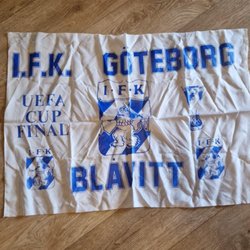 I.F.K. GÖTEBORG
I.F.K
UEFA
CUP
FINAL
I F K
I F K
BLÅVITT